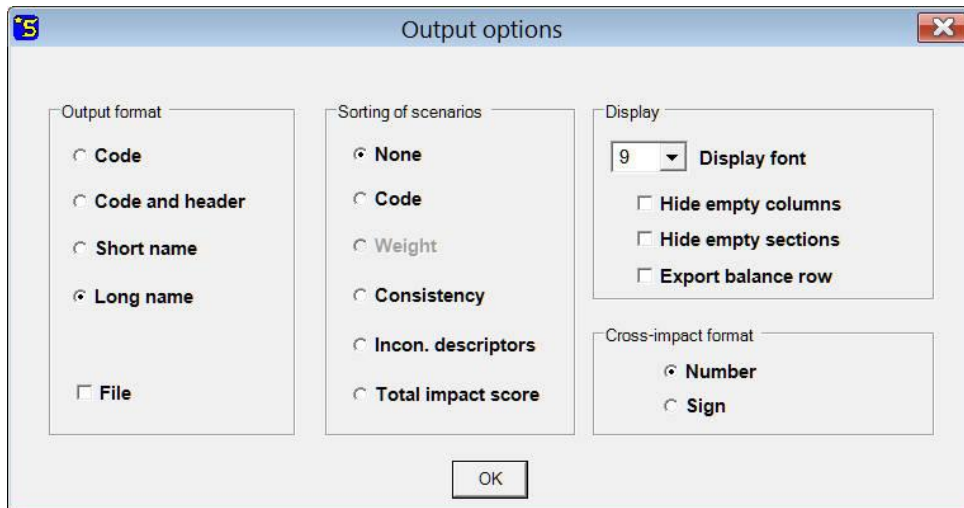 Output options
Output format
Code
Code and header
Short name
Long name
File
Sorting of scenarios
None
Code
Weight
Consistency
Incon. descriptors
Total impact score
Display
9
Display font
Hide empty columns
Hide empty sections
Export balance row
Cross-impact format
Number
Sign
OK